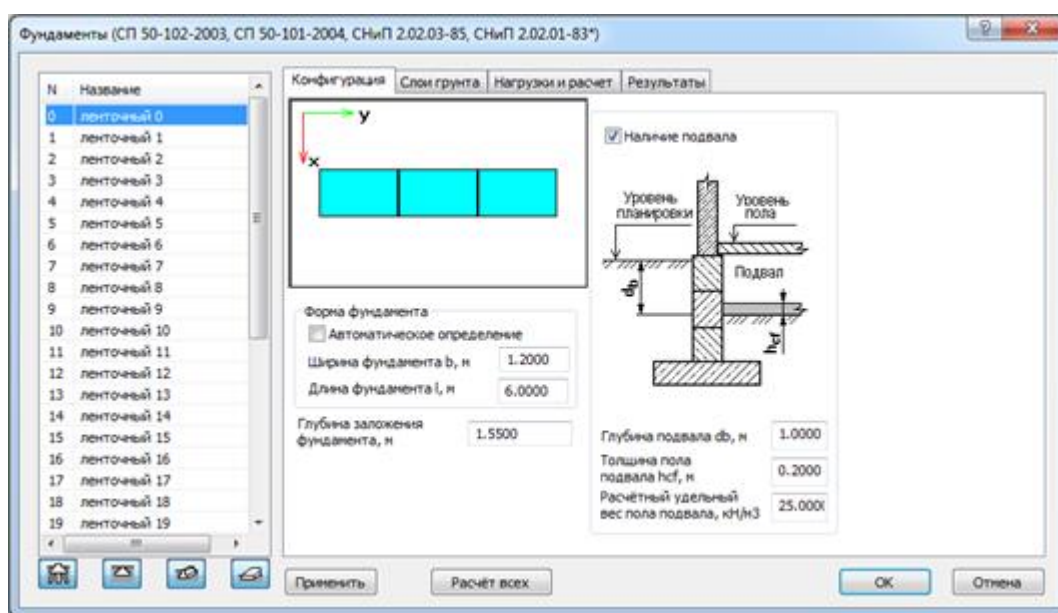 Фундаменты (СП 50-102-2003, СП 50-101-2004, СНиП 2.02.03-85, СНиП 2.02.01-83*)
N Название
0 ленточный 0
1 ленточный 1
2 ленточный 2
3 ленточный 3
4 ленточный 4
5 ленточный 5
6 ленточный 6
7 ленточный 7
8 ленточный 8
9 ленточный 9
10 ленточный 10
11 ленточный 11
12 ленточный 12
13 ленточный 13
14 ленточный 14
15 ленточный 15
16 ленточный 16
17 ленточный 17
18 ленточный 18
19 ленточный 19
Конфигурация Слои грунта Нагрузки и расчет Результаты
y
x
Форма фундамента
Автоматическое определение
Ширина фундамента b, м 1.2000
Длина фундамента l, м 6.0000
Глубина заложения
фундамента, м 1.5500
Наличие подвала
Уровень
планировки
Уровень
пола
Подвал
db
hcf
Глубина подвала db, м 1.0000
Толщина пола
подвала hcf, м 0.2000
Расчётный удельный
вес пола подвала, кН/м3 25.000
Применить Расчёт всех OK Отмена